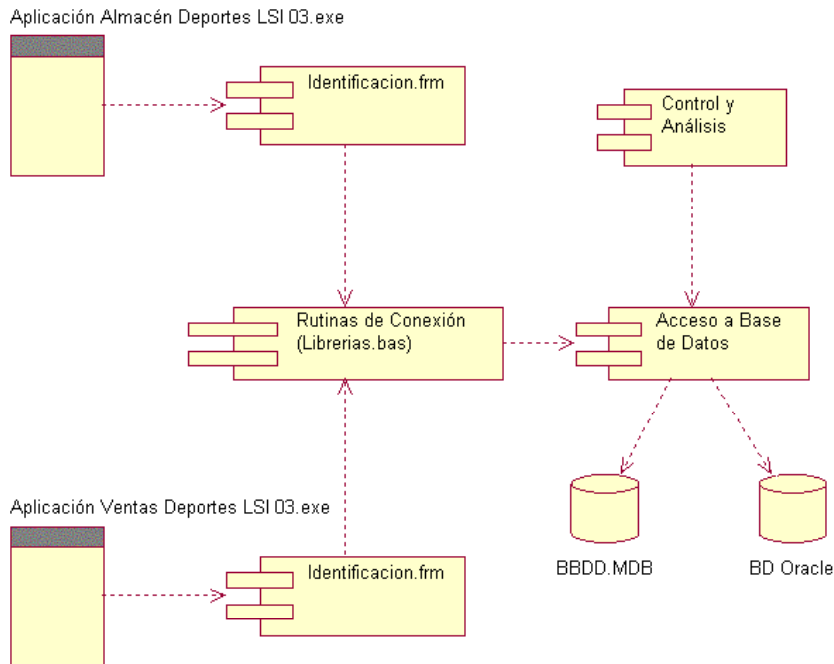 Aplicación Almacén Deportes LSI 03.exe
Identificacion.frm
Control y
Análisis
Rutinas de Conexión
(Librerias.bas)
Acceso a Base
de Datos
Aplicación Ventas Deportes LSI 03.exe
Identificacion.frm
BBDD.MDB
BD Oracle